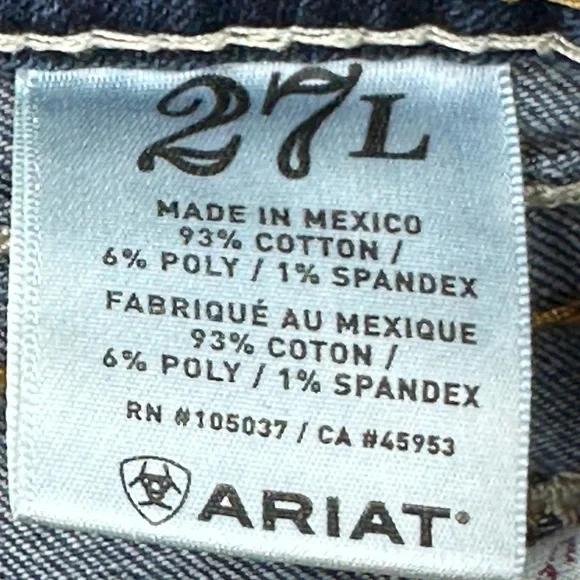 27L
MADE IN MEXICO
93% COTTON /
6% POLY / 1% SPANDEX
FABRIQUÉ AU MEXIQUE
93% COTON /
6% POLY / 1% SPANDEX
RN #105037 / CA #45953
ARIAT